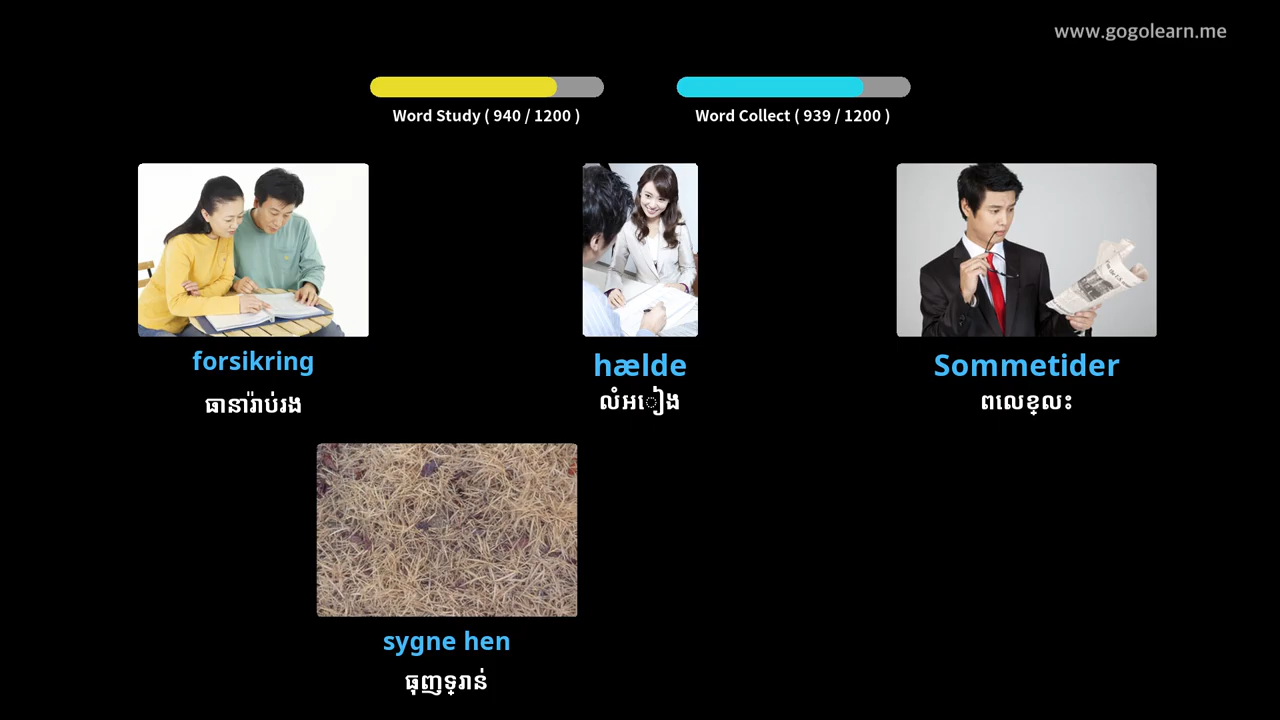 www.gogolearn.me
Word Study ( 940 / 1200 )
Word Collect ( 939 / 1200 )
forsikring
ធានារ៉ាប់រង
hælde
លំអៀង
Sommetider
ពលេខ្លះ
sygne hen
ធុញទ្រាន់